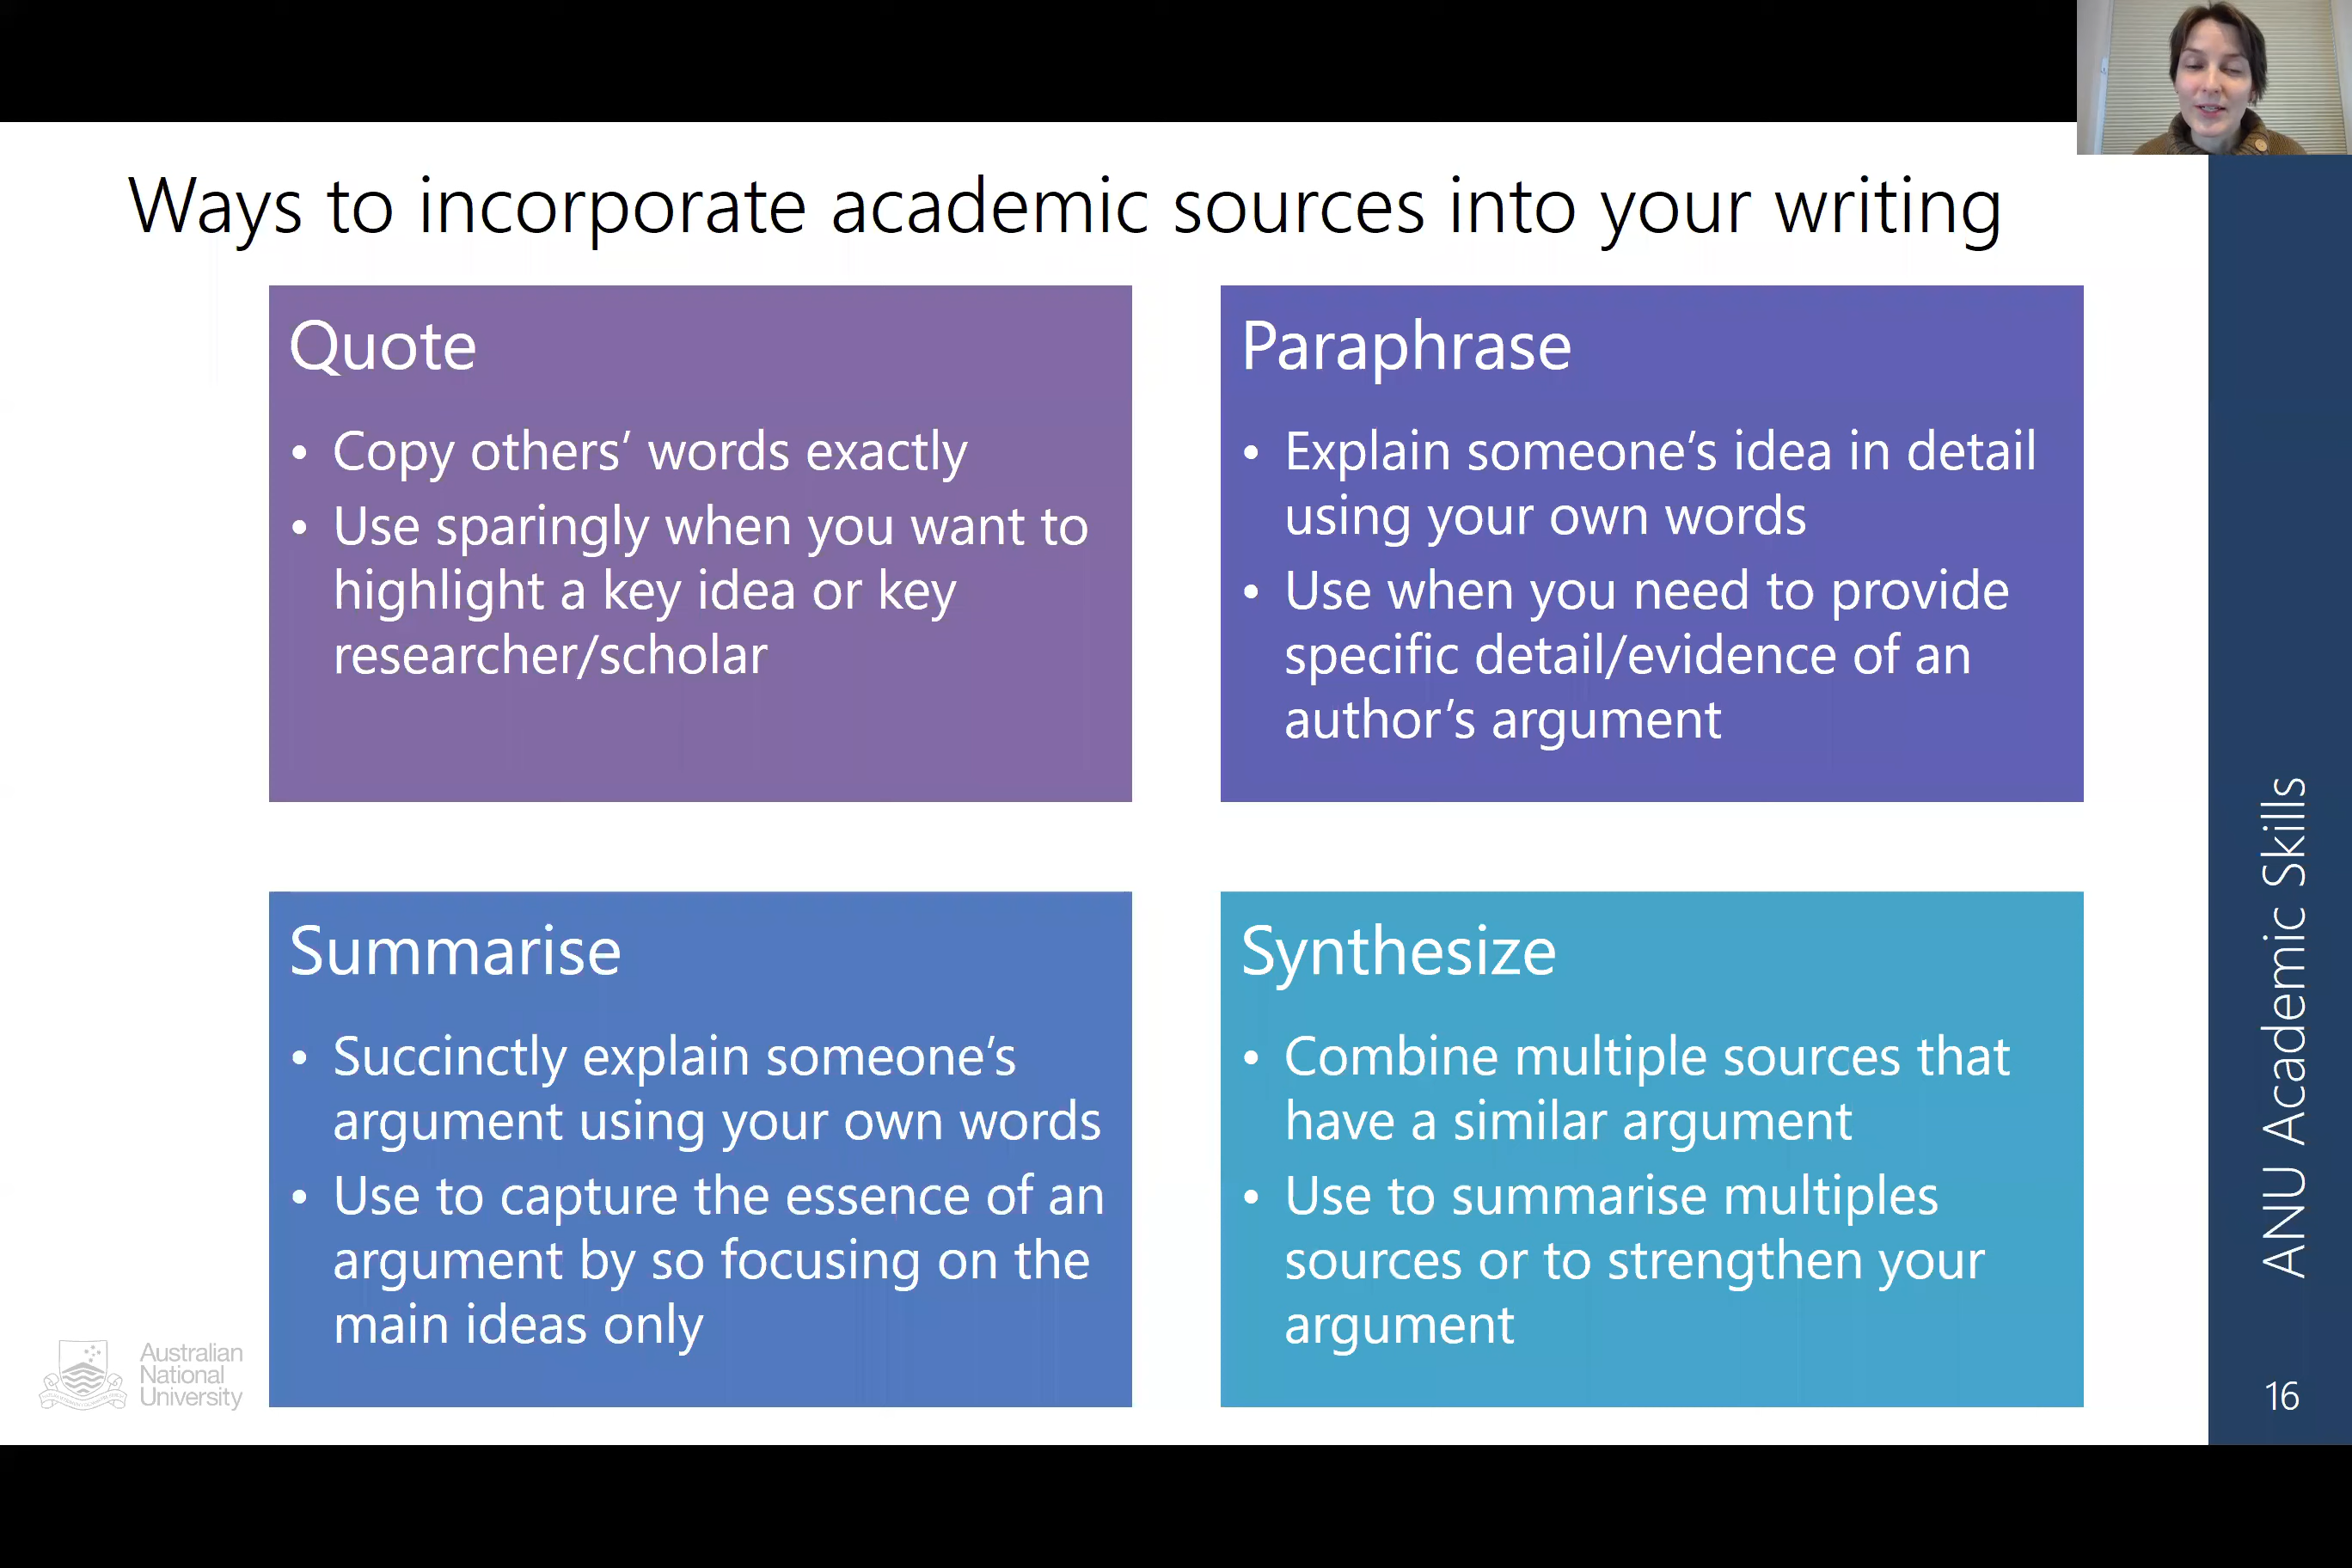 Ways to incorporate academic sources into your writing
Quote
• Copy others’ words exactly
• Use sparingly when you want to
highlight a key idea or key
researcher/scholar
Paraphrase
• Explain someone’s idea in detail
using your own words
• Use when you need to provide
specific detail/evidence of an
author’s argument
Summarise
• Succinctly explain someone’s
argument using your own words
• Use to capture the essence of an
argument by so focusing on the
main ideas only
Synthesize
• Combine multiple sources that
have a similar argument
• Use to summarise multiples
sources or to strengthen your
argument
Australian
National
University
ANU Academic Skills
16